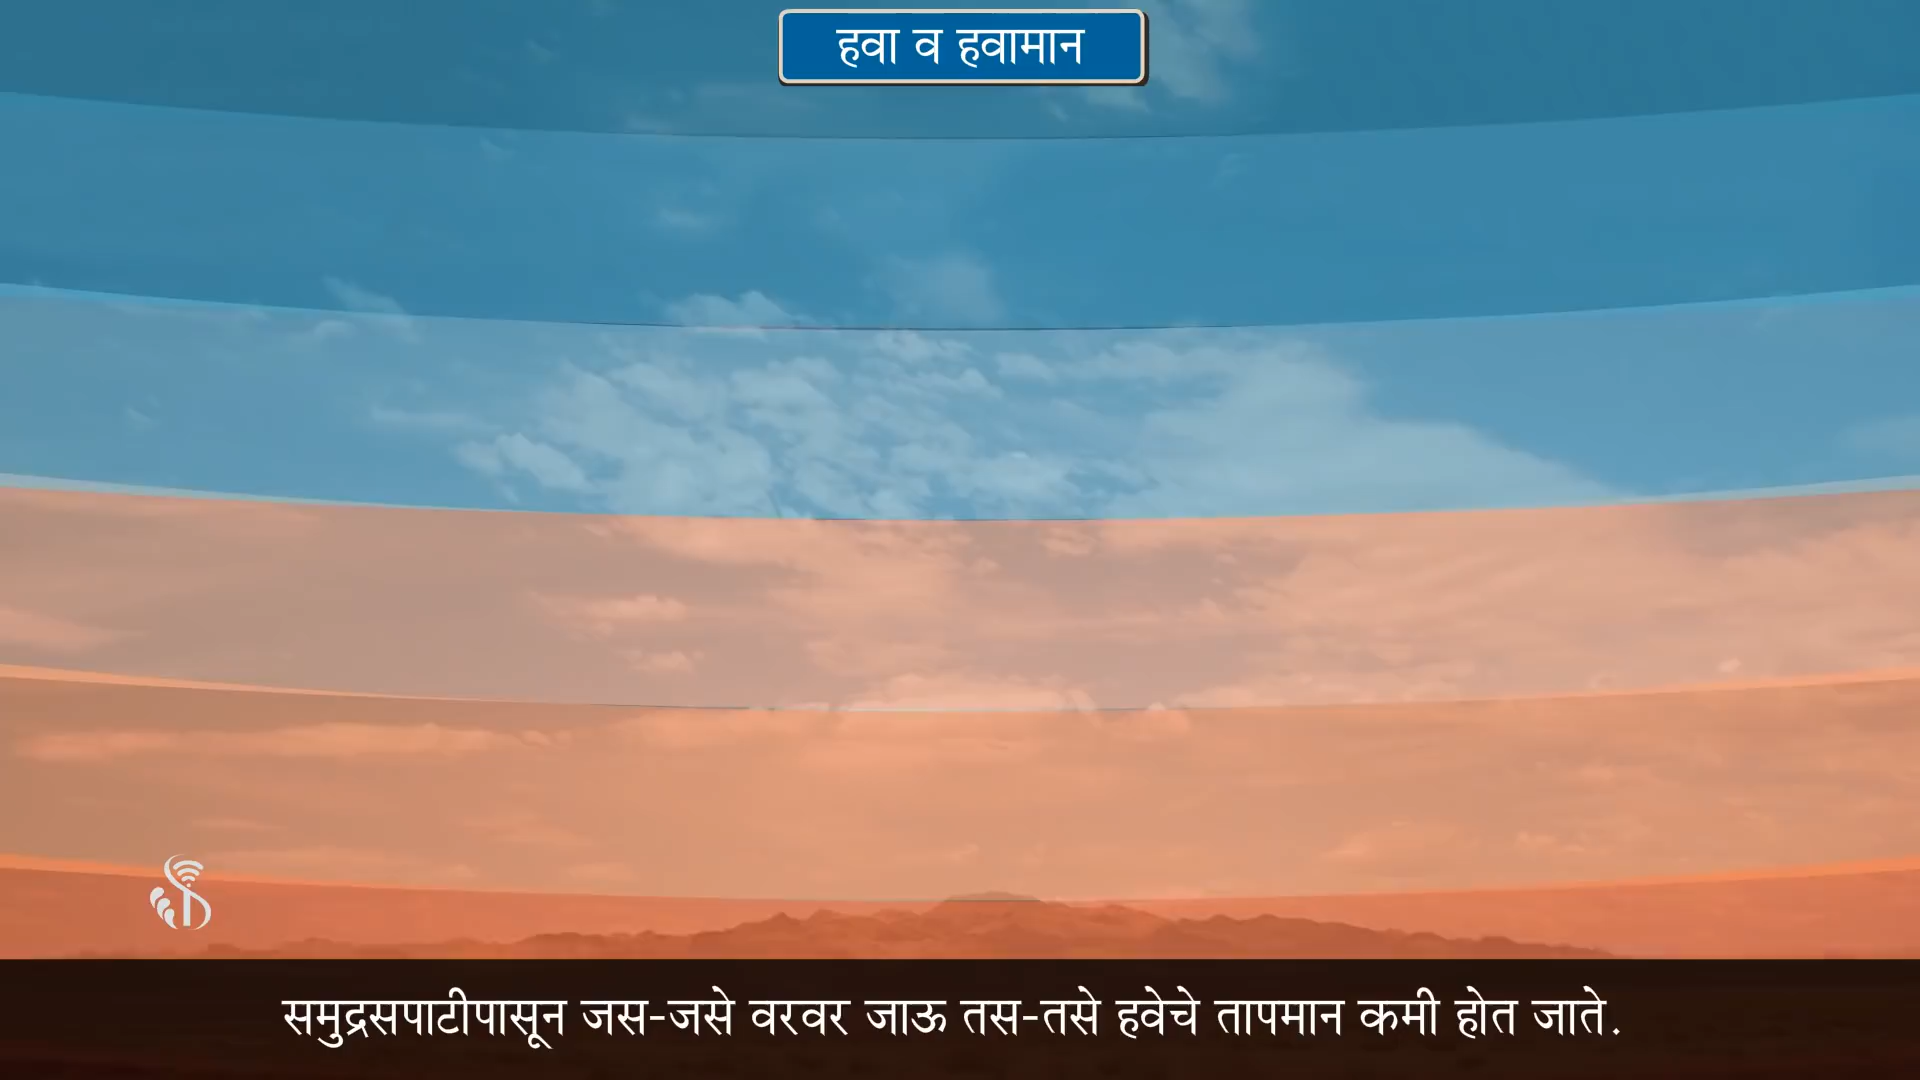 हवा व हवामान
समुद्रसपाटीपासून जस-जसे वरवर जाऊ तस-तसे हवेचे तापमान कमी होत जाते.